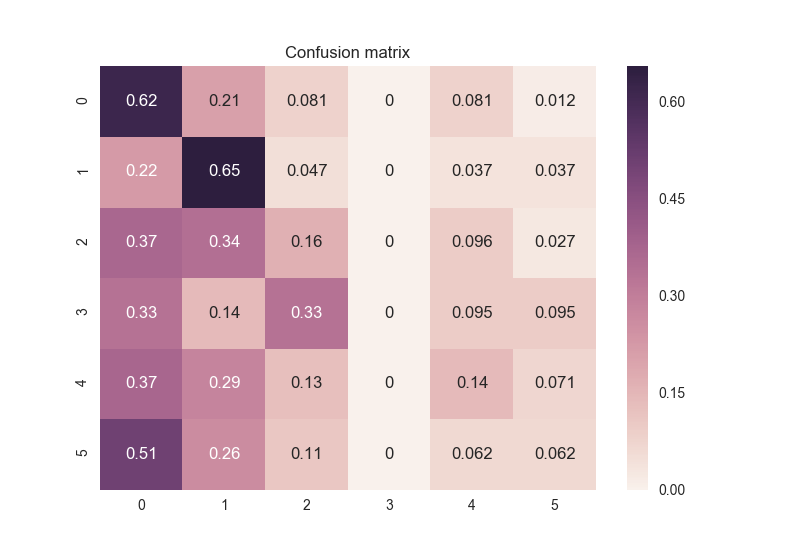 Confusion matrix
0 0.62 0.21 0.081 0 0.081 0.012
1 0.22 0.65 0.047 0 0.037 0.037
2 0.37 0.34 0.16 0 0.096 0.027
3 0.33 0.14 0.33 0 0.095 0.095
4 0.37 0.29 0.13 0 0.14 0.071
5 0.51 0.26 0.11 0 0.062 0.062
0 1 2 3 4 5
0.60
0.45
0.30
0.15
0.00